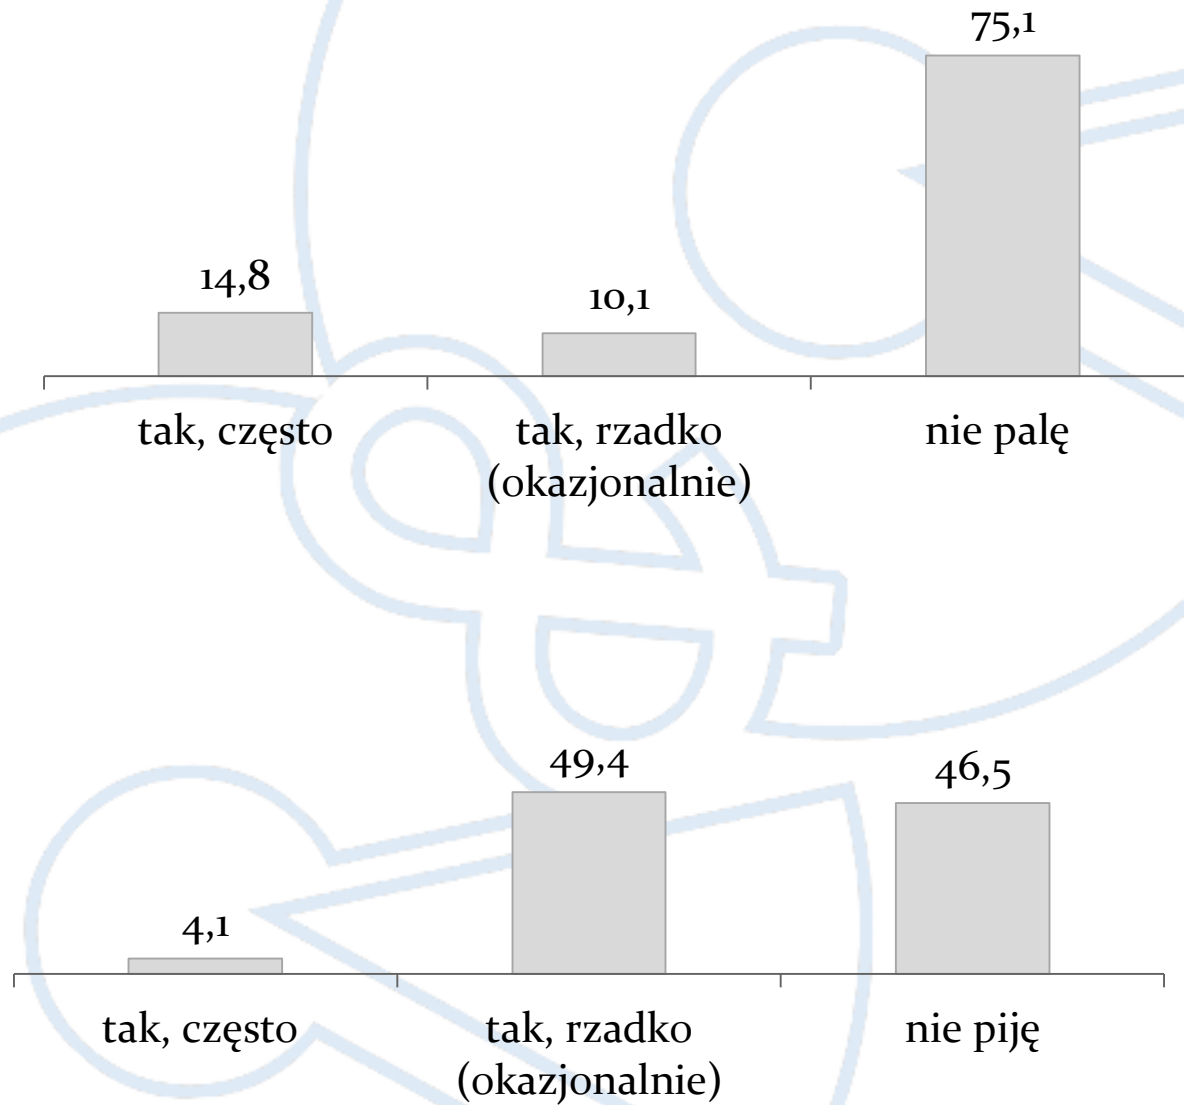 75,1
14,8
10,1
tak, często
tak, rzadko
(okazjonalnie)
nie palę
49,4
46,5
4,1
tak, często
tak, rzadko
(okazjonalnie)
nie piję